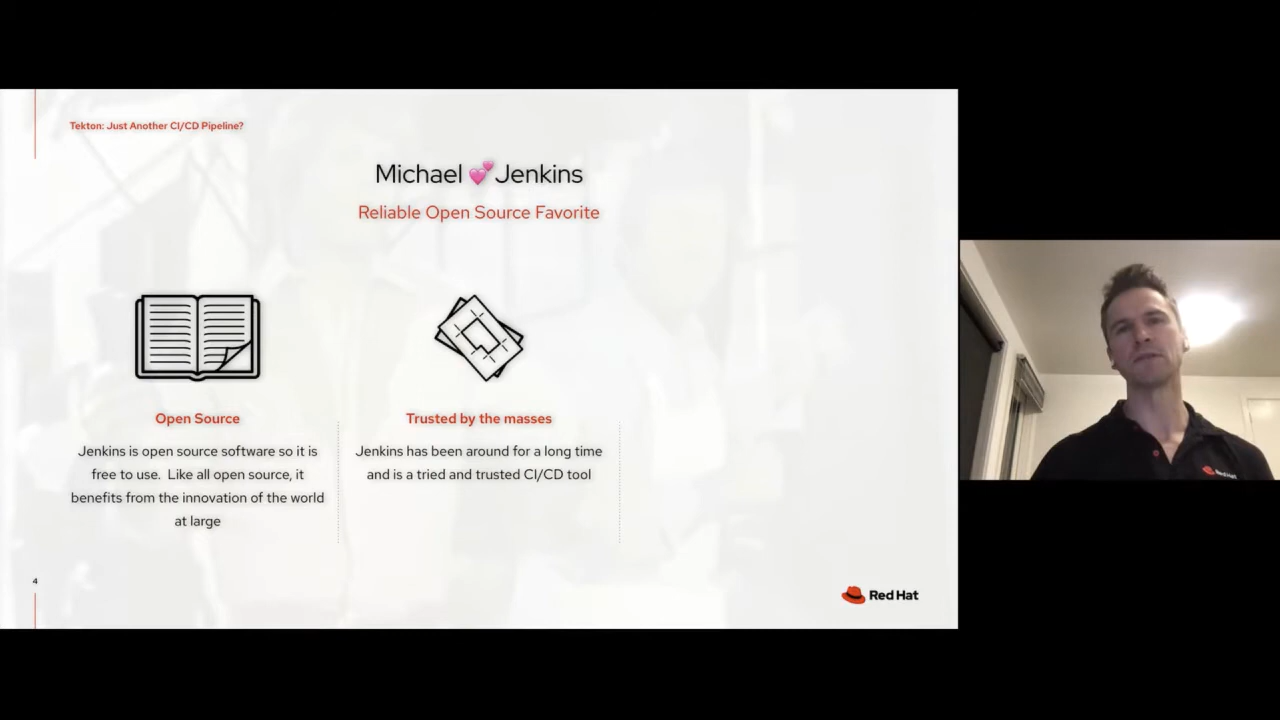 Tekton: Just Another CI/CD Pipeline?
Michael 💕 Jenkins
Reliable Open Source Favorite
Open Source
Jenkins is open source software so it is
free to use. Like all open source, it
benefits from the innovation of the world
at large
Trusted by the masses
Jenkins has been around for a long time
and is a tried and trusted CI/CD tool
4
Red Hat
Red Hat